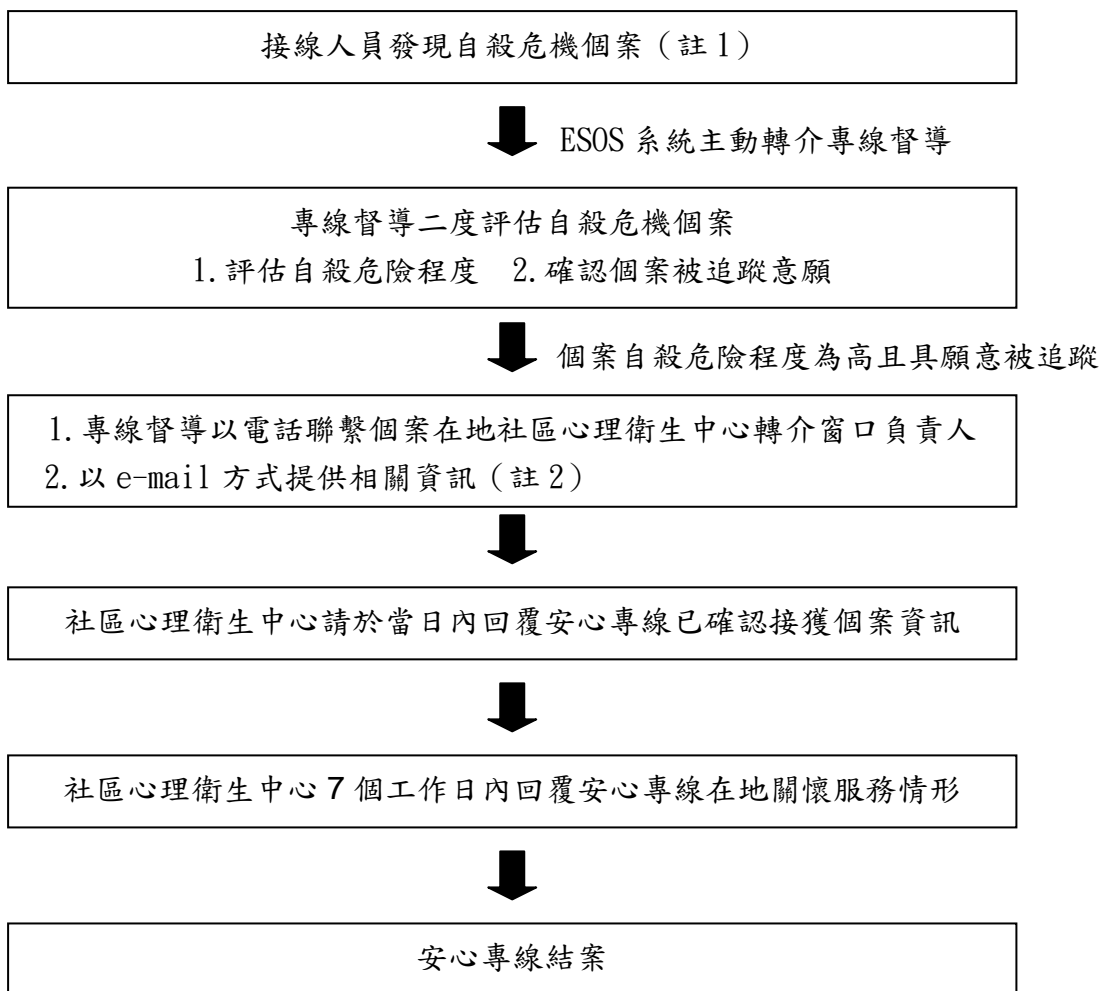 接線人員發現自殺危機個案（註1）
ESOS 系統主動轉介專線督導
專線督導二度評估自殺危機個案
1.評估自殺危險程度 2.確認個案被追蹤意願
個案自殺危險程度為高且具願意被追蹤
1.專線督導以電話聯繫個案在地社區心理衛生中心轉介窗口負責人
2.以 e-mail 方式提供相關資訊（註2）
社區心理衛生中心請於當日內回覆安心專線已確認接獲個案資訊
社區心理衛生中心 7 個工作日內回覆安心專線在地關懷服務情形
安心專線結案